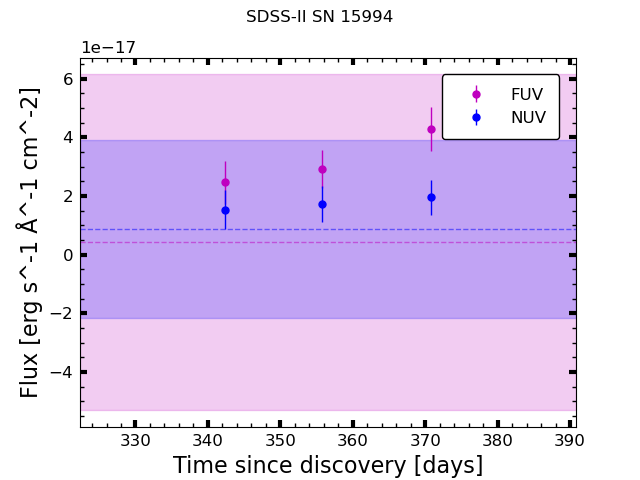 SDSS-II SN 15994
1e−17
6
4
2
0
−2
−4
Flux [erg s^-1 Å^-1 cm^-2]
FUV
NUV
330 340 350 360 370 380 390
Time since discovery [days]